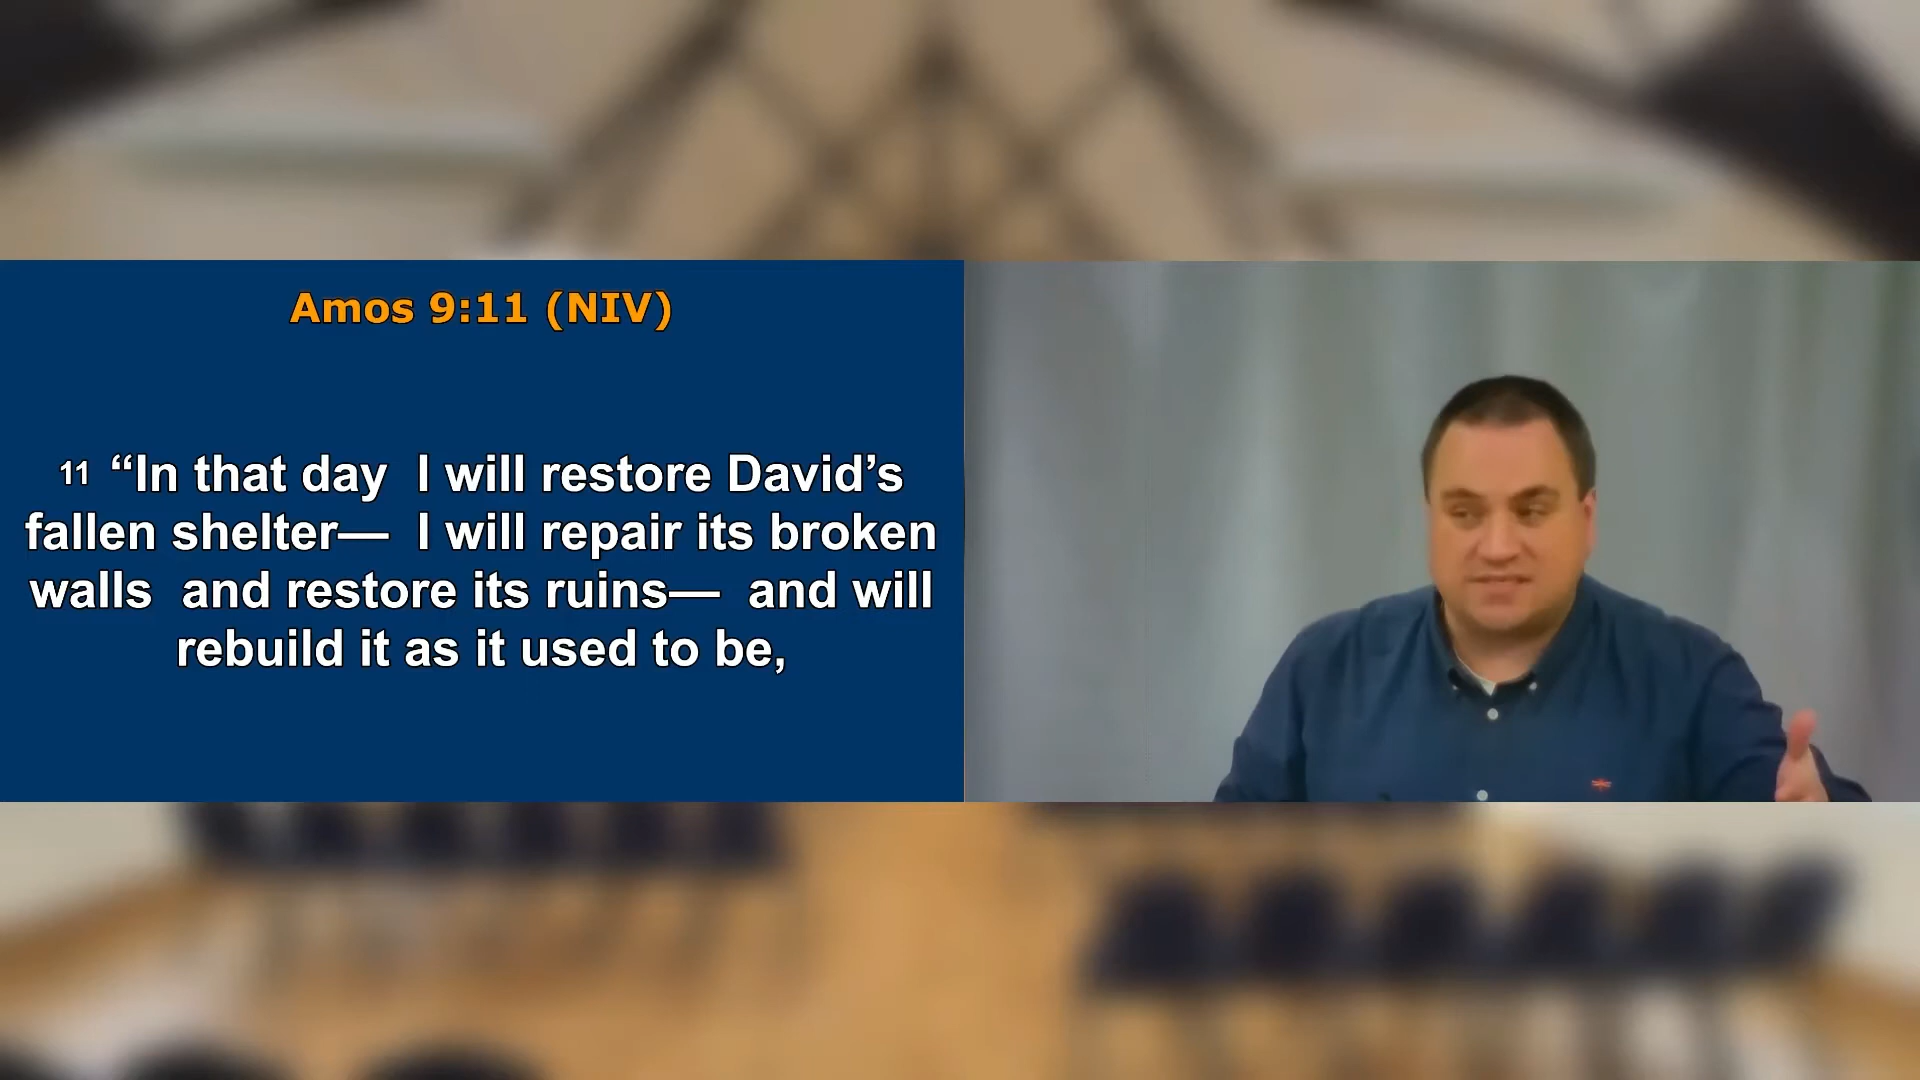 Amos 9:11 (NIV)
11 “In that day  I will restore David’s
fallen shelter—  I will repair its broken
walls  and restore its ruins—  and will
rebuild it as it used to be,